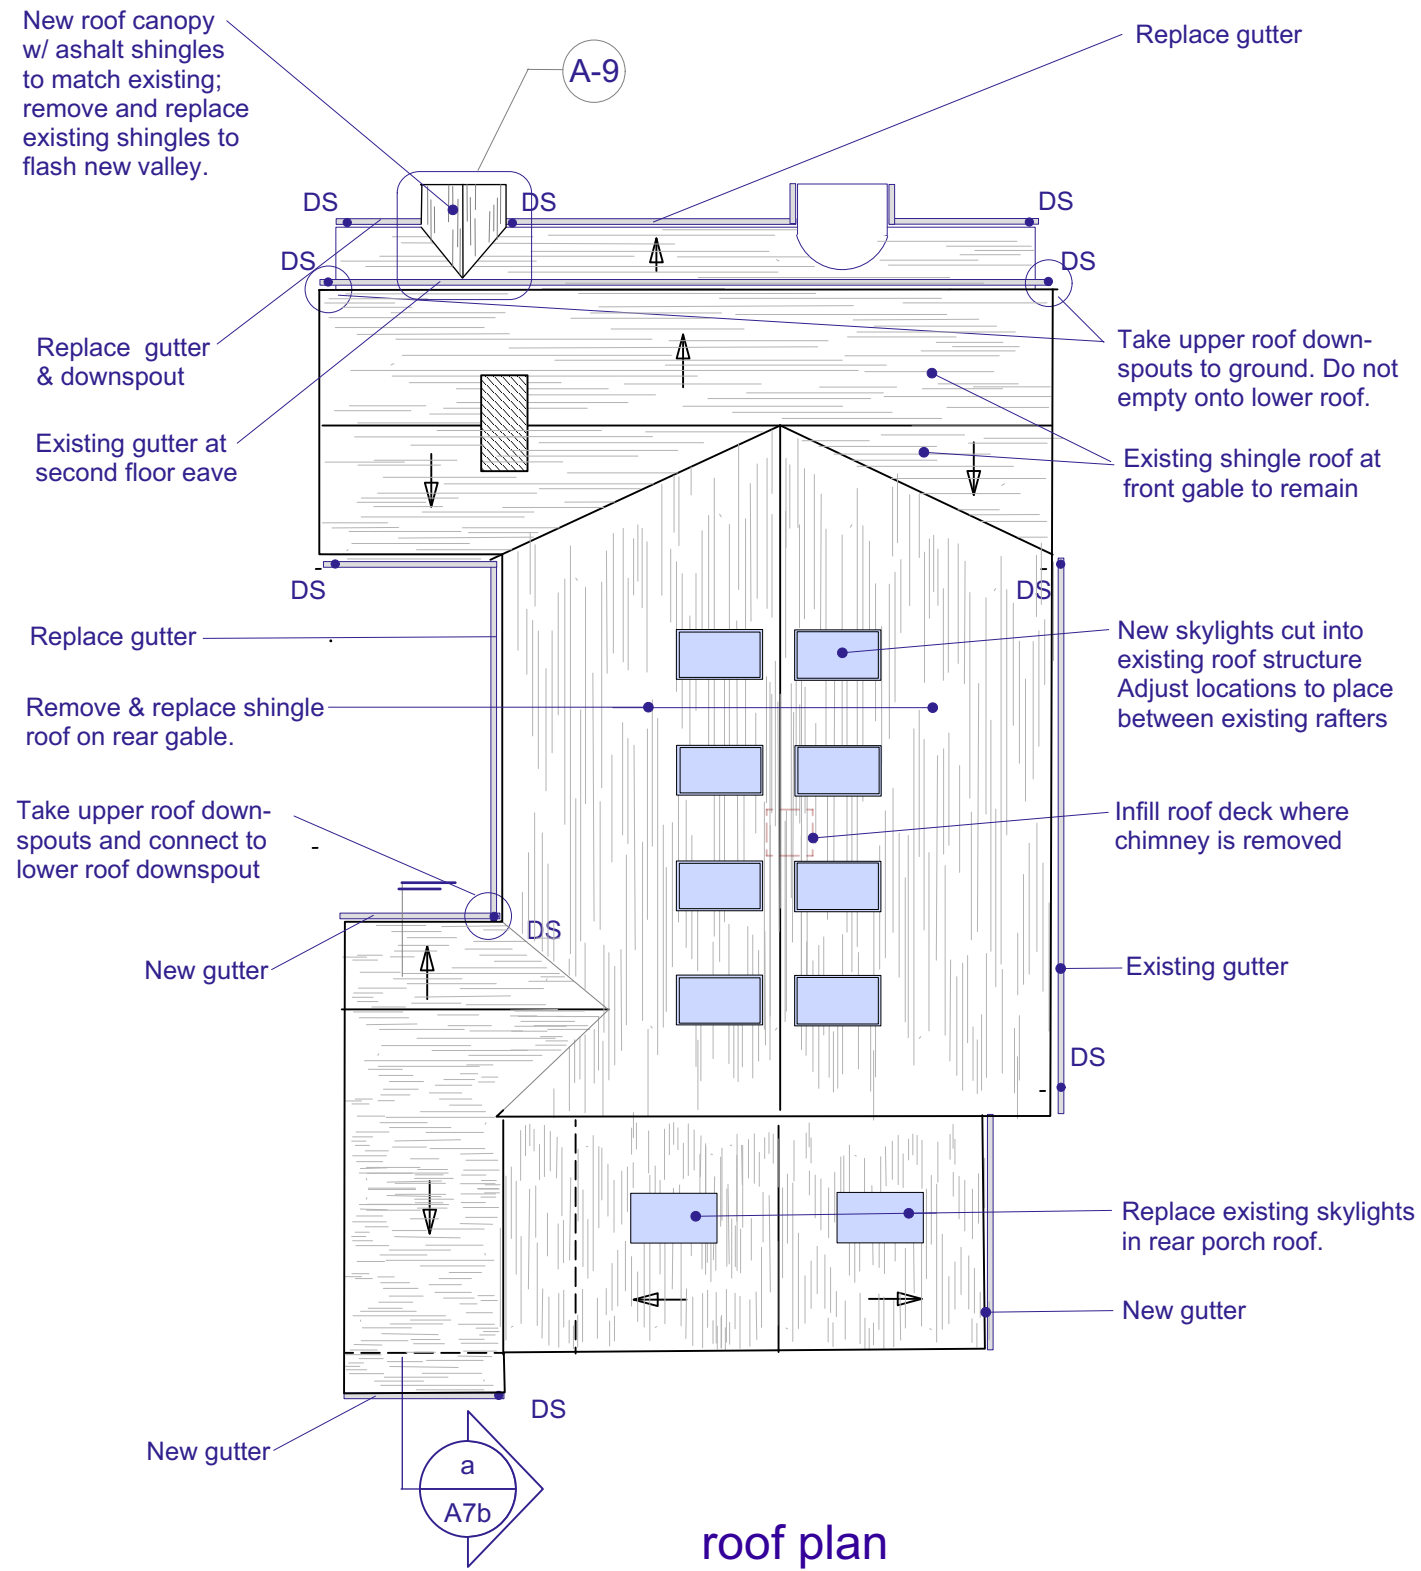 New roof canopy
w/ ashalt shingles
to match existing;
remove and replace
existing shingles to
flash new valley.
A-9
Replace gutter
DS
DS
DS
DS
DS
Replace gutter
& downspout
Existing gutter at
second floor eave
Take upper roof down-
spouts to ground. Do not
empty onto lower roof.
Existing shingle roof at
front gable to remain
DS
DS
Replace gutter
New skylights cut into
existing roof structure
Adjust locations to place
between existing rafters
Remove & replace shingle
roof on rear gable.
Take upper roof down-
spouts and connect to
lower roof downspout
Infill roof deck where
chimney is removed
DS
New gutter
Existing gutter
DS
Replace existing skylights
in rear porch roof.
New gutter
DS
New gutter
a
A7b
roof plan